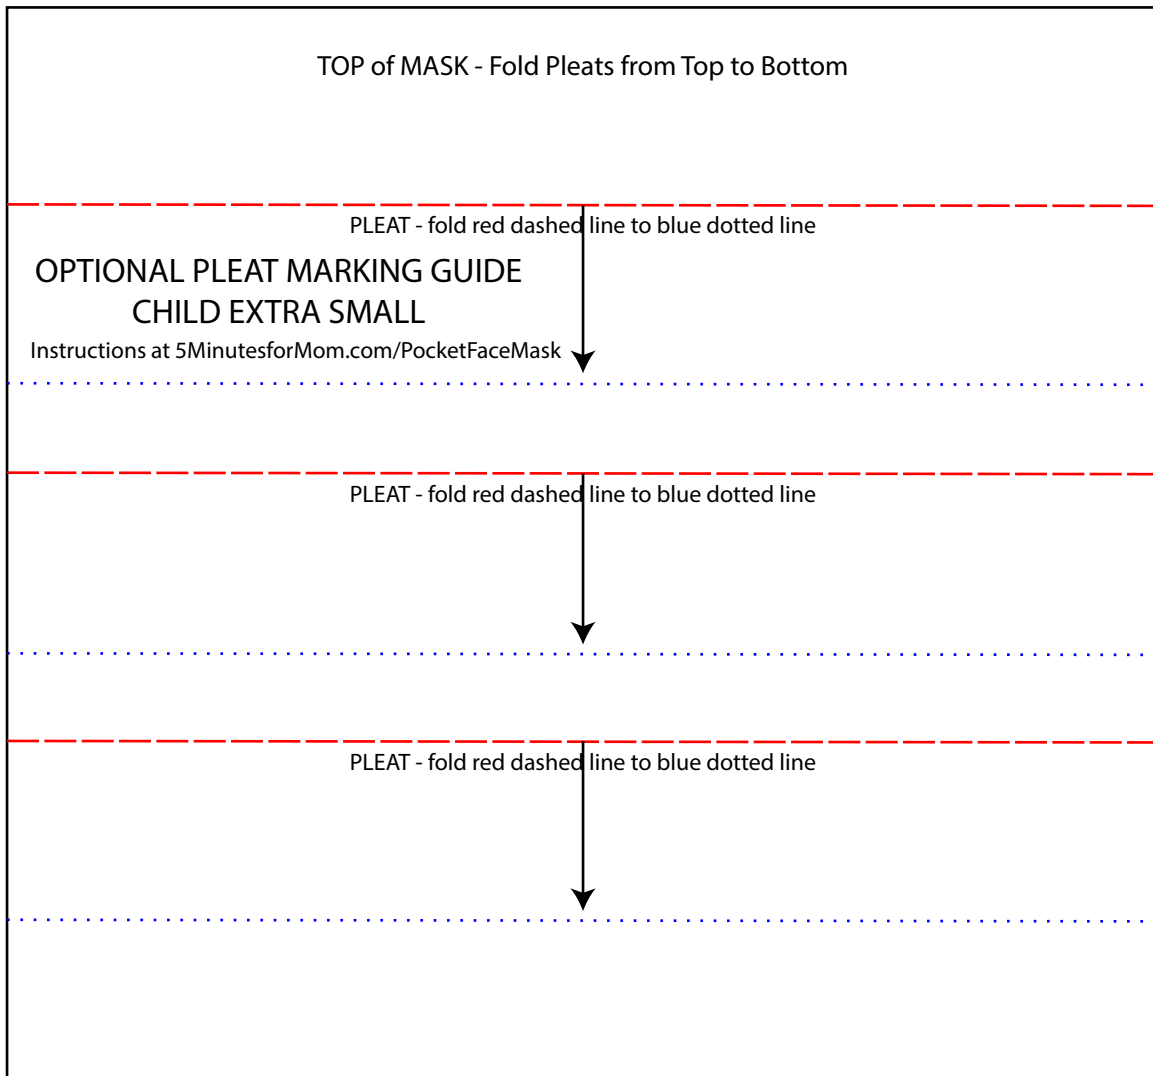 TOP of MASK - Fold Pleats from Top to Bottom
PLEAT - fold red dashed line to blue dotted line
OPTIONAL PLEAT MARKING GUIDE
CHILD EXTRA SMALL
Instructions at 5MinutesforMom.com/PocketFaceMask
PLEAT - fold red dashed line to blue dotted line
PLEAT - fold red dashed line to blue dotted line